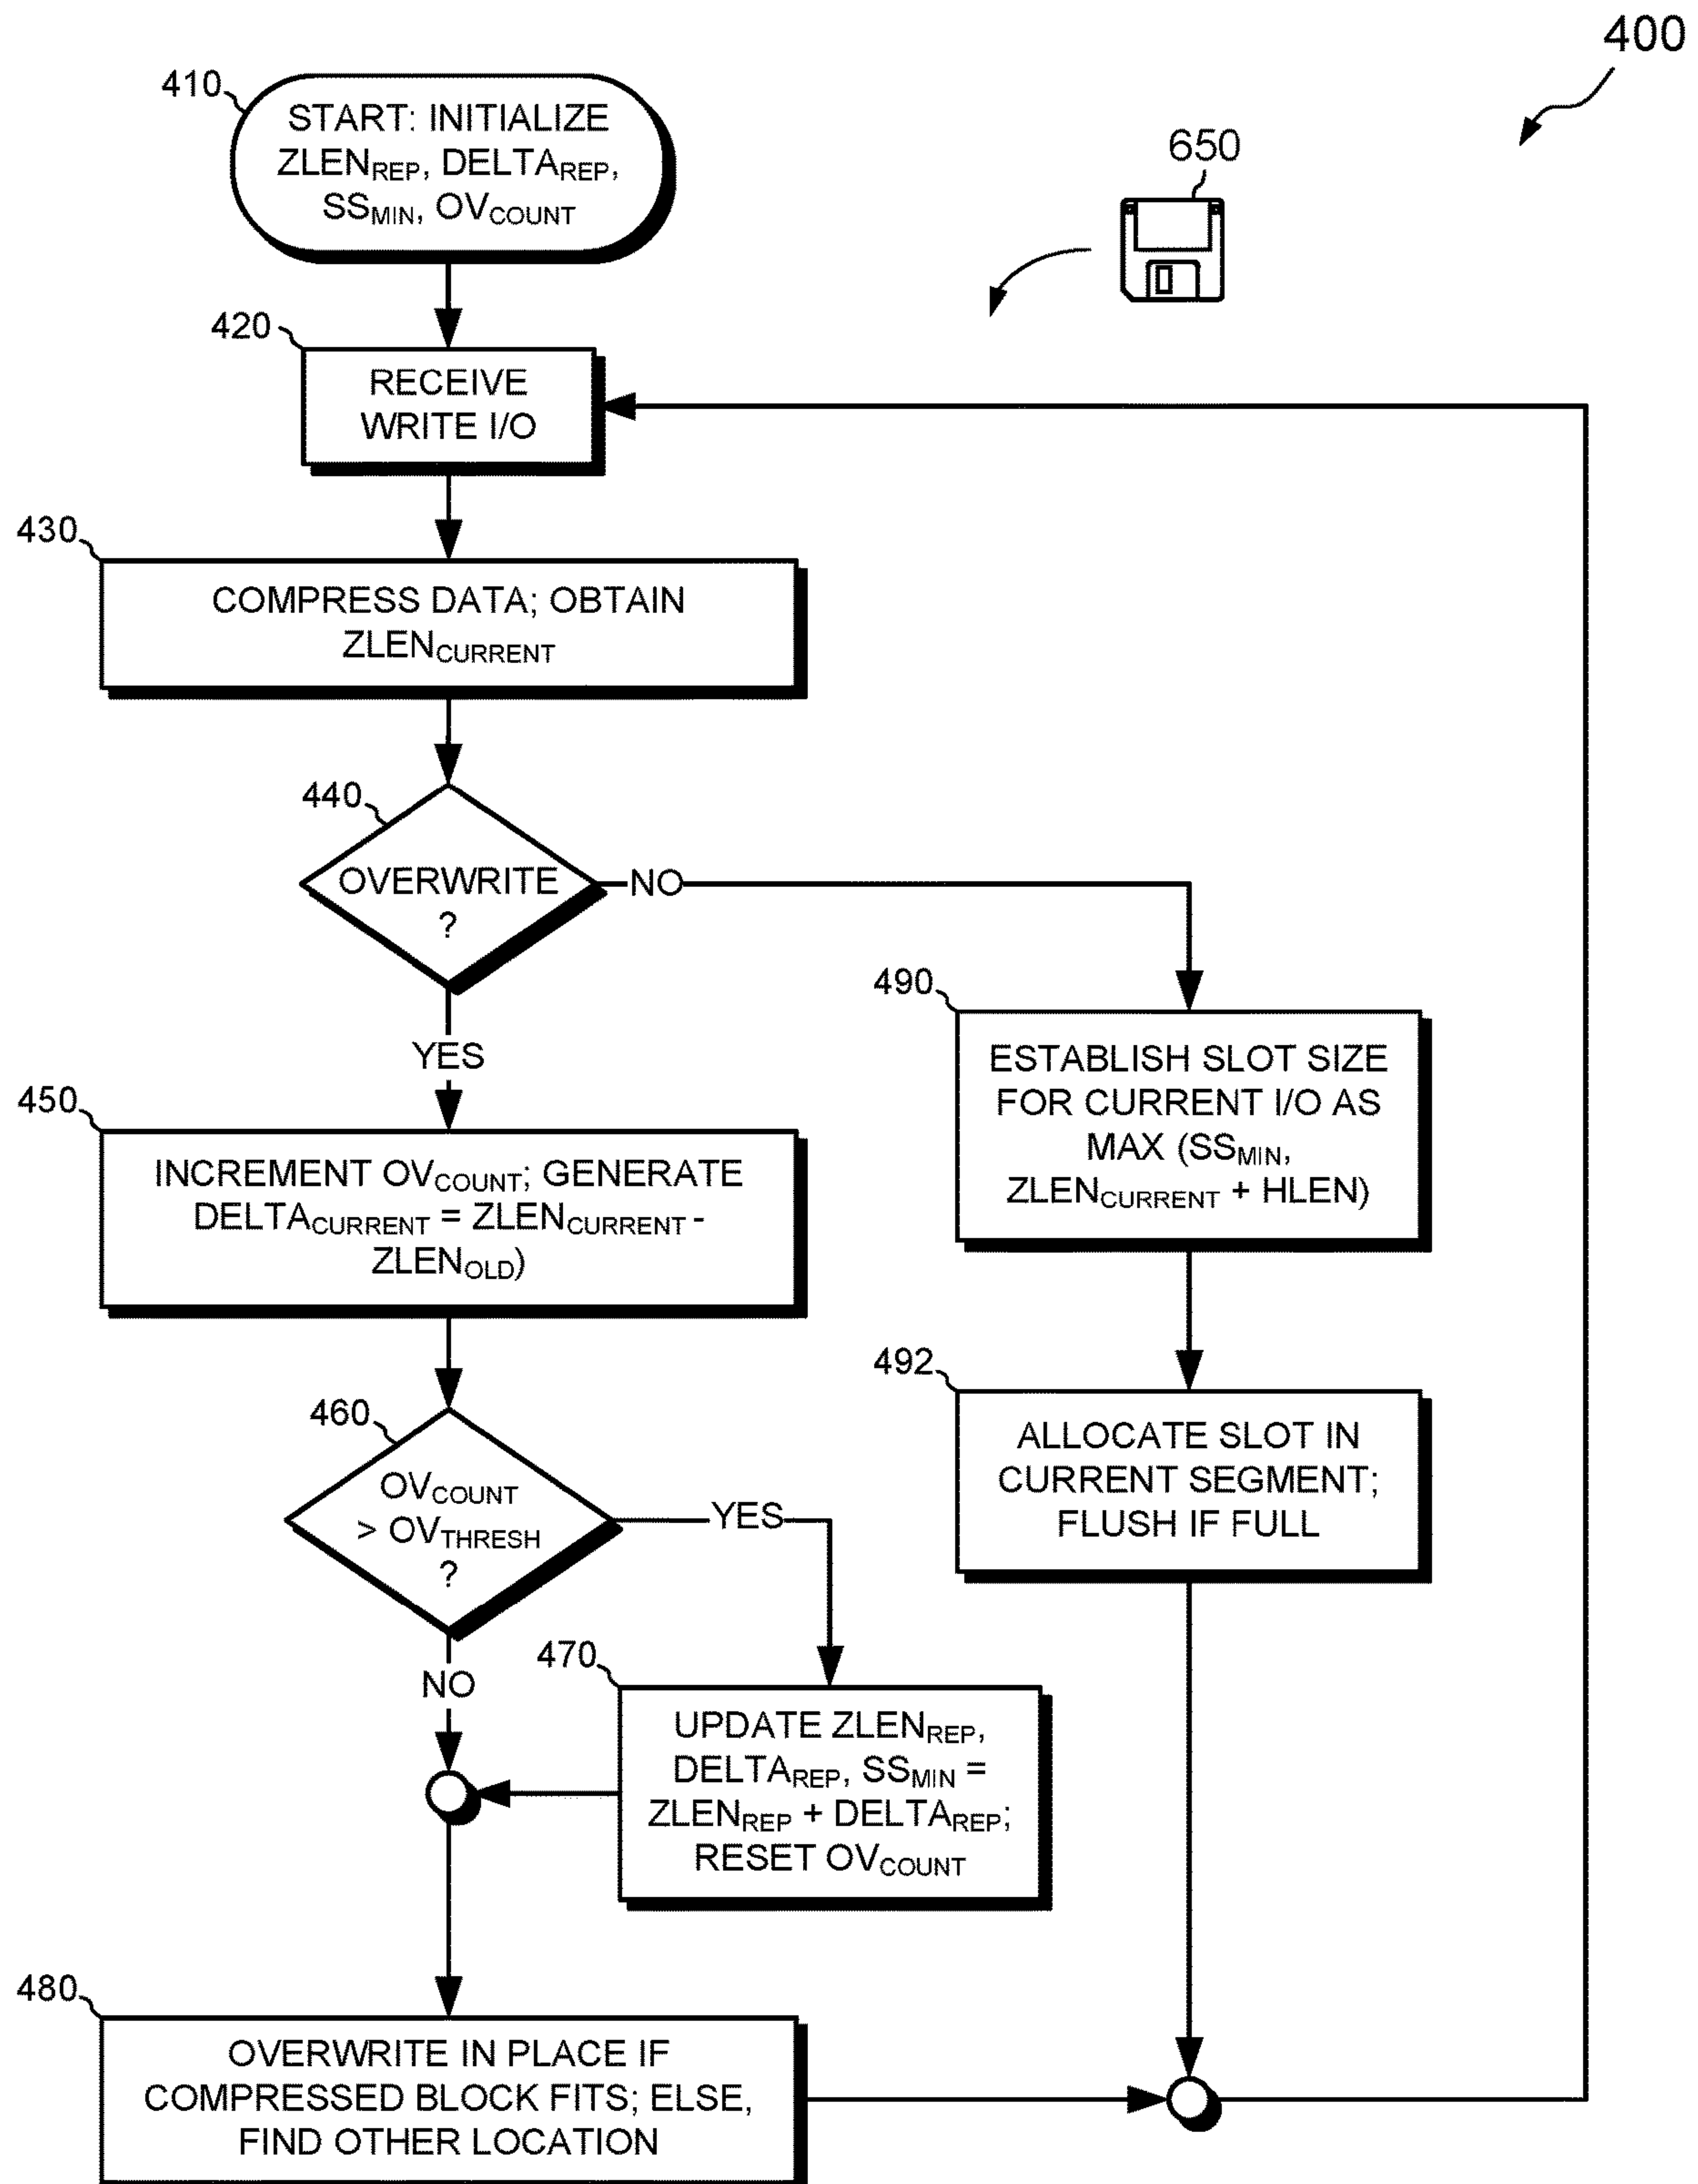 400
410
START: INITIALIZE
ZLENREP, DELTAREP,
SSMIN, OVCOUNT
650
420
RECEIVE
WRITE I/O
430
COMPRESS DATA; OBTAIN
ZLENCURRENT
440
OVERWRITE
?
NO
YES
450
INCREMENT OVCOUNT; GENERATE
DELTACURRENT = ZLENCURRENT -
ZLENOLD)
460
OVCOUNT
> OVTHRESH
?
YES
NO
470
UPDATE ZLENREP,
DELTAREP, SSMIN =
ZLENREP + DELTAREP;
RESET OVCOUNT
480
OVERWRITE IN PLACE IF
COMPRESSED BLOCK FITS; ELSE,
FIND OTHER LOCATION
490
ESTABLISH SLOT SIZE
FOR CURRENT I/O AS
MAX (SSMIN,
ZLENCURRENT + HLEN)
492
ALLOCATE SLOT IN
CURRENT SEGMENT;
FLUSH IF FULL